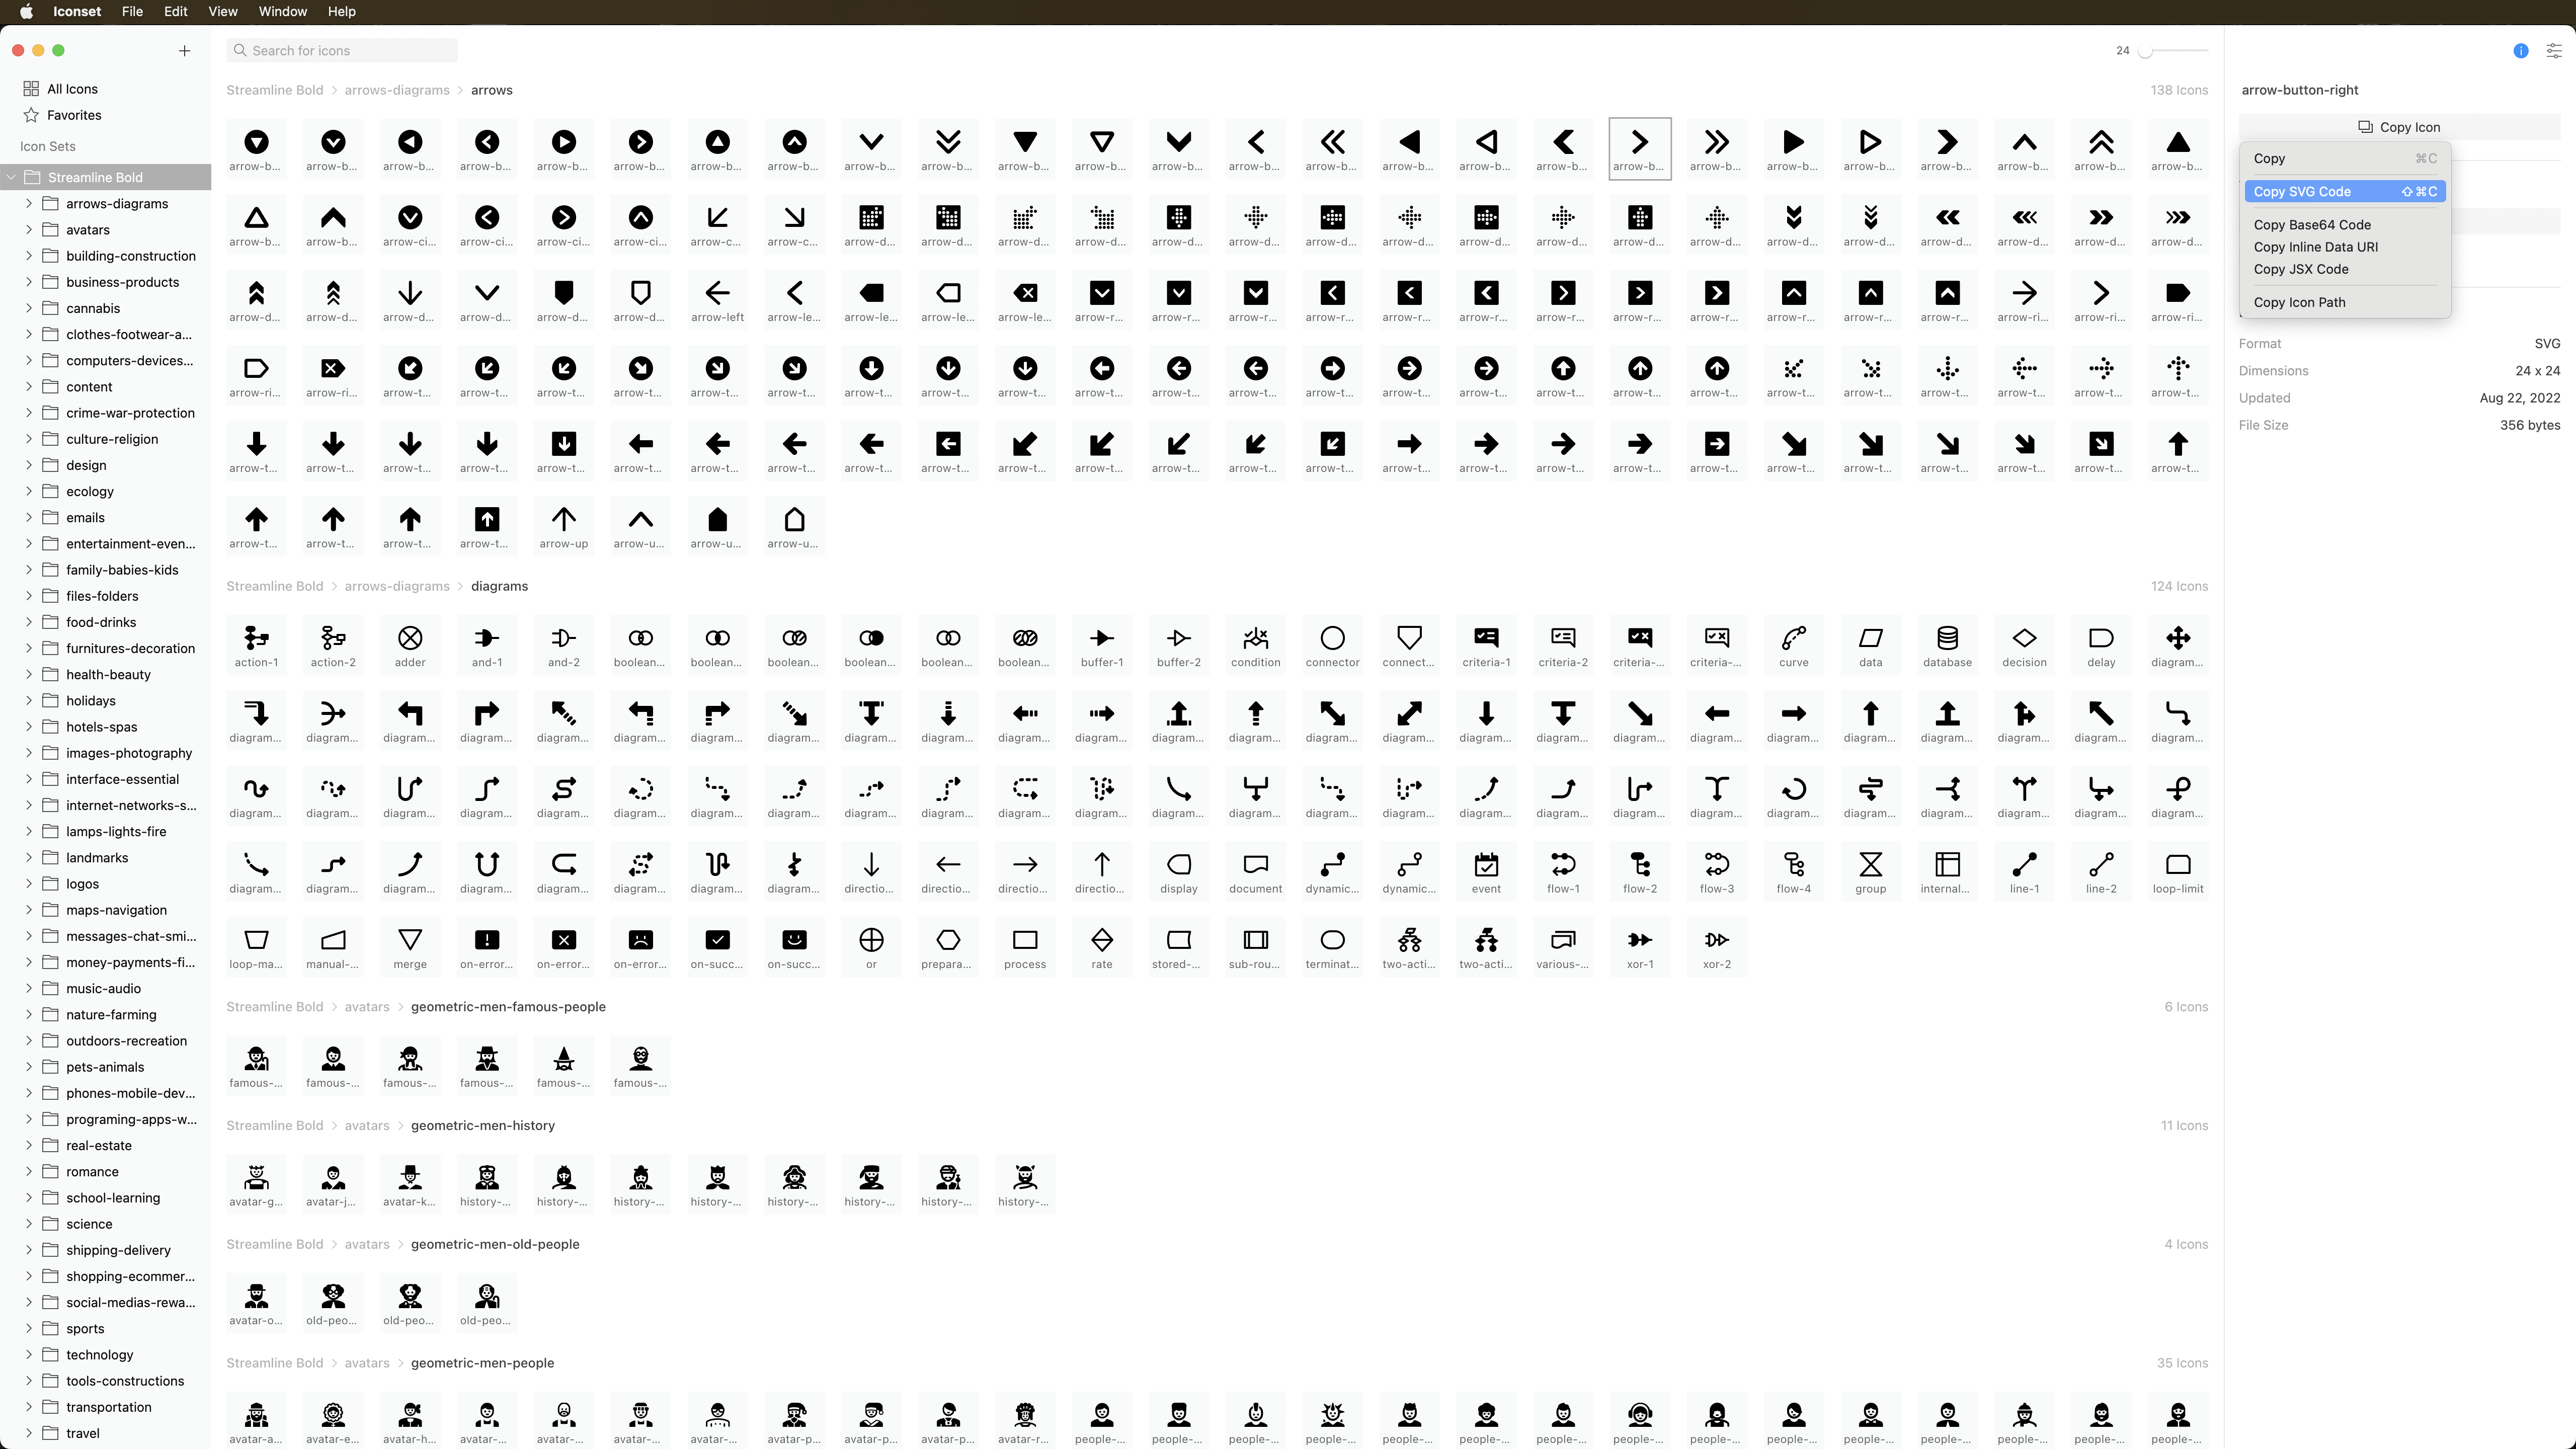 Iconset File Edit View Window Help
Search for icons
24
All Icons
Favorites
Icon Sets
Streamline Bold
arrows-diagrams
avatars
building-construction
business-products
cannabis
clothes-footwear-a...
computers-devices...
content
crime-war-protection
culture-religion
design
ecology
emails
entertainment-even...
family-babies-kids
files-folders
food-drinks
furnitures-decoration
health-beauty
holidays
hotels-spas
images-photography
interface-essential
internet-networks-s...
lamps-lights-fire
landmarks
logos
maps-navigation
messages-chat-smi...
money-payments-fi...
music-audio
nature-farming
outdoors-recreation
pets-animals
phones-mobile-dev...
programing-apps-w...
real-estate
romance
school-learning
science
shipping-delivery
shopping-ecommer...
social-medias-rewa...
sports
technology
tools-constructions
transportation
travel
Streamline Bold > arrows-diagrams > arrows 138 Icons
arrow-b... arrow-b... arrow-b... arrow-b... arrow-b... arrow-b... arrow-b... arrow-b... arrow-b... arrow-b... arrow-b... arrow-b... arrow-b... arrow-b... arrow-b... arrow-b... arrow-b... arrow-b... arrow-b... arrow-b... arrow-b... arrow-b... arrow-b... arrow-b... arrow-b... arrow-b...
arrow-b... arrow-b... arrow-ci... arrow-ci... arrow-ci... arrow-ci... arrow-c... arrow-c... arrow-d... arrow-d... arrow-d... arrow-d... arrow-d... arrow-d... arrow-d... arrow-d... arrow-d... arrow-d... arrow-d... arrow-d... arrow-d... arrow-d... arrow-d... arrow-d... arrow-d... arrow-d...
arrow-d... arrow-d... arrow-d... arrow-d... arrow-d... arrow-d... arrow-left arrow-le... arrow-le... arrow-le... arrow-le... arrow-r... arrow-r... arrow-r... arrow-r... arrow-r... arrow-r... arrow-r... arrow-r... arrow-r... arrow-r... arrow-r... arrow-r... arrow-ri... arrow-ri... arrow-ri...
arrow-ri... arrow-ri... arrow-t... arrow-t... arrow-t... arrow-t... arrow-t... arrow-t... arrow-t... arrow-t... arrow-t... arrow-t... arrow-t... arrow-t... arrow-t... arrow-t... arrow-t... arrow-t... arrow-t... arrow-t... arrow-t... arrow-t... arrow-t... arrow-t... arrow-t... arrow-t...
arrow-t... arrow-t... arrow-t... arrow-t... arrow-t... arrow-t... arrow-t... arrow-t... arrow-t... arrow-t... arrow-t... arrow-t... arrow-t... arrow-t... arrow-t... arrow-t... arrow-t... arrow-t... arrow-t... arrow-t... arrow-t... arrow-t... arrow-t... arrow-t... arrow-t... arrow-t...
arrow-t... arrow-t... arrow-t... arrow-t... arrow-up arrow-u... arrow-u... arrow-u...
Streamline Bold > arrows-diagrams > diagrams 124 Icons
action-1 action-2 adder and-1 and-2 boolean... boolean... boolean... boolean... boolean... boolean... buffer-1 buffer-2 condition connector connect... criteria-1 criteria-2 criteria-... criteria-... curve data database decision delay diagram...
diagram... diagram... diagram... diagram... diagram... diagram... diagram... diagram... diagram... diagram... diagram... diagram... diagram... diagram... diagram... diagram... diagram... diagram... diagram... diagram... diagram... diagram... diagram... diagram... diagram... diagram...
diagram... diagram... diagram... diagram... diagram... diagram... diagram... diagram... diagram... diagram... diagram... diagram... diagram... diagram... diagram... diagram... diagram... diagram... diagram... diagram... diagram... diagram... diagram... diagram... diagram... diagram...
diagram... diagram... diagram... diagram... diagram... diagram... diagram... diagram... directio... directio... directio... directio... display document dynamic... dynamic... event flow-1 flow-2 flow-3 flow-4 group internal... line-1 line-2 loop-limit
loop-ma... manual-... merge on-error... on-error... on-error... on-succ... on-succ... or prepara... process rate stored-... sub-rou... terminat... two-acti... two-acti... various-... xor-1 xor-2
Streamline Bold > avatars > geometric-men-famous-people 6 Icons
famous-... famous-... famous-... famous-... famous-... famous-...
Streamline Bold > avatars > geometric-men-history 11 Icons
avatar-g... avatar-j... avatar-k... history-... history-... history-... history-... history-... history-... history-... history-...
Streamline Bold > avatars > geometric-men-old-people 4 Icons
avatar-o... old-peo... old-peo... old-peo...
Streamline Bold > avatars > geometric-men-people 35 Icons
avatar-a... avatar-e... avatar-h... avatar-... avatar-... avatar-... avatar-... avatar-p... avatar-p... avatar-p... avatar-r... people-... people-... people-... people-... people-... people-... people-... people-... people-... people-... people-... people-... people-... people-... people-...
arrow-button-right
Copy Icon
Copy ⌘C
Copy SVG Code ⇧⌘C
Copy Base64 Code
Copy Inline Data URI
Copy JSX Code
Copy Icon Path
Format SVG
Dimensions 24 x 24
Updated Aug 22, 2022
File Size 356 bytes